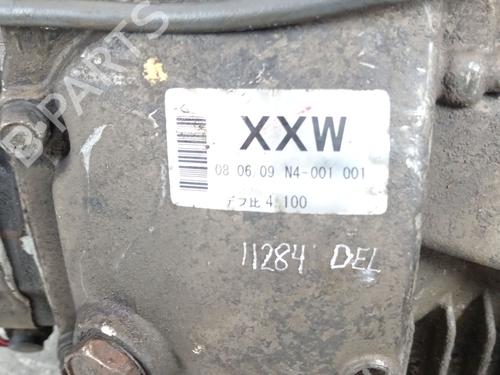 B PARTS
XXW
08 06 09 N4-001 001
デフ比 4.100
11284 DEL